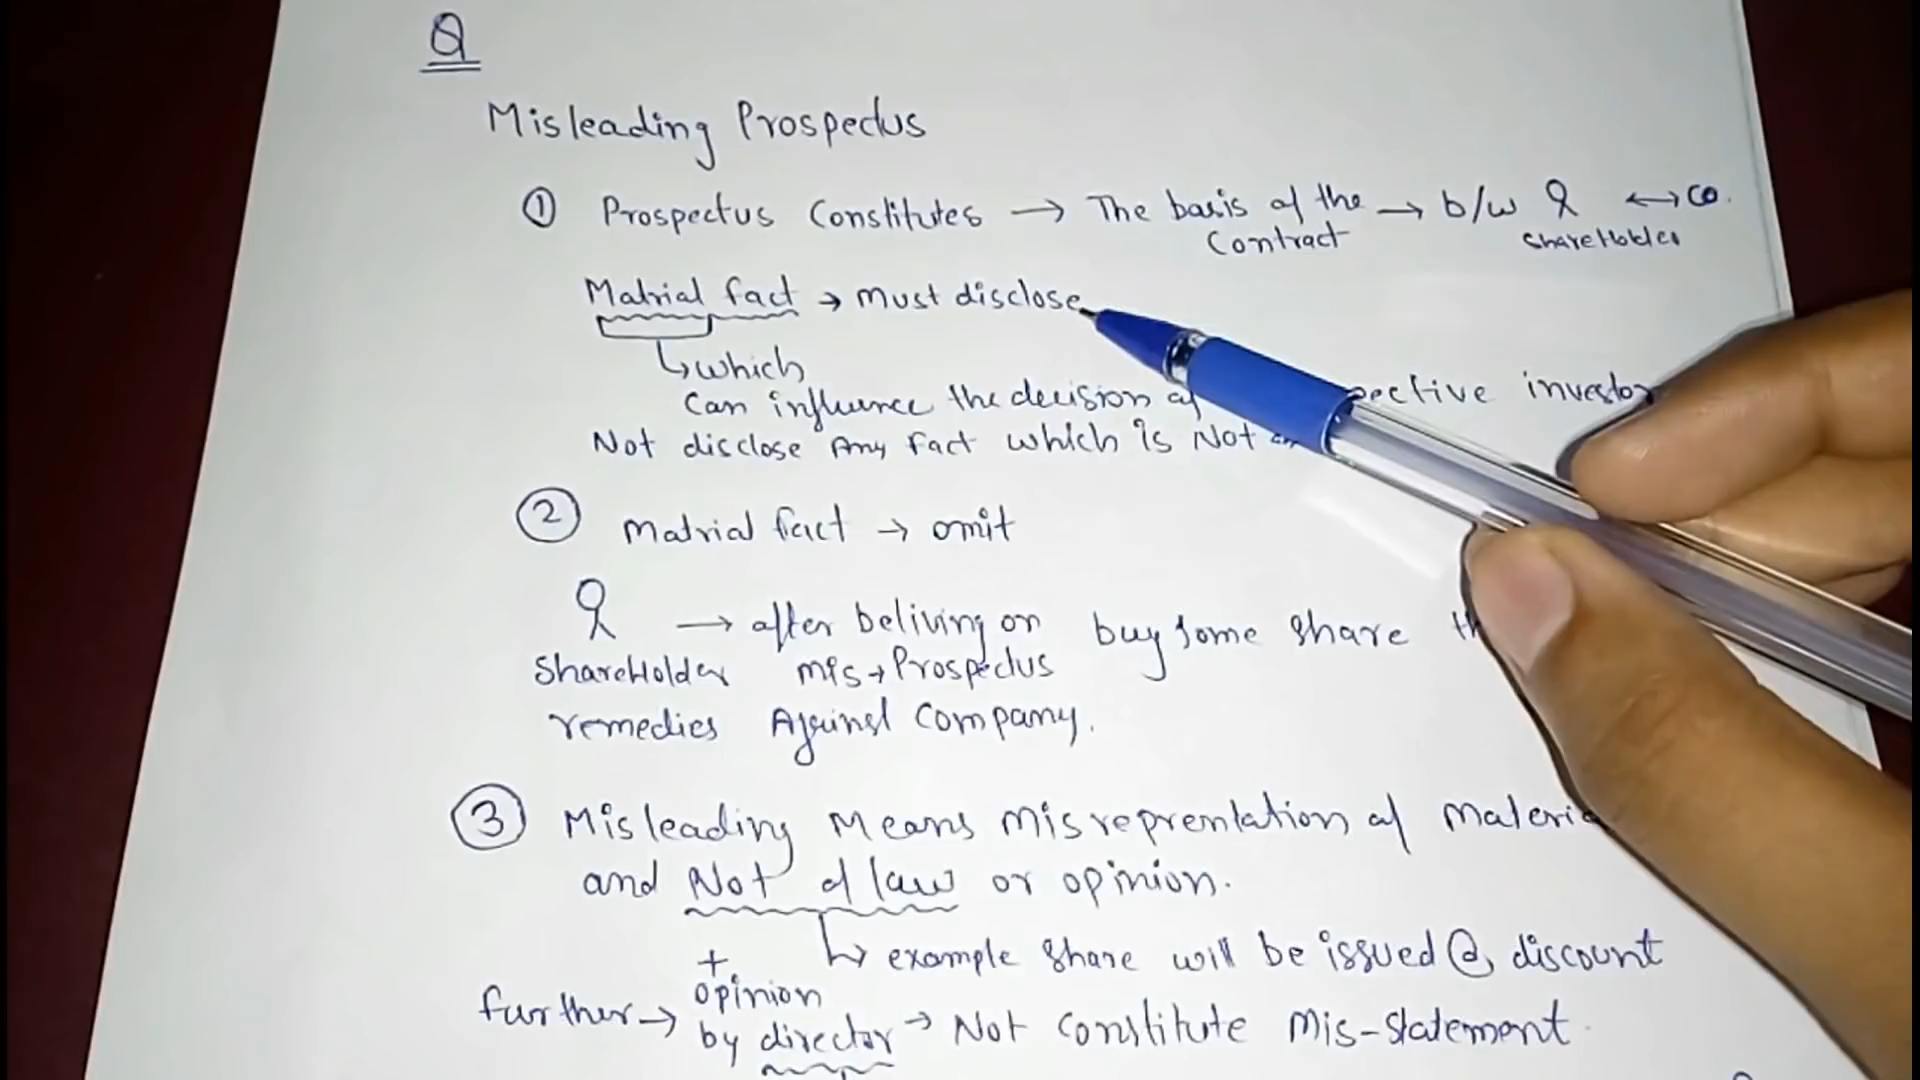 Q
Misleading Prospectus
① Prospectus Constitutes → The basis of the → b/w ↔ co.
Contract shareHolder
Matrial fact → must disclose
↳ which
Can influence the decision of pective investor
Not disclose Any fact which is Not
② Matrial fact → omit
→ after beliving on buy some share
ShareHolder mis → Prospectus
remedies Against Company.
③ Misleading Means misreprentation of
and Not of law or opinion.
+ ↳ example share will be issued @ discount
opinion
further → by director → Not Constitute Mis-statement.